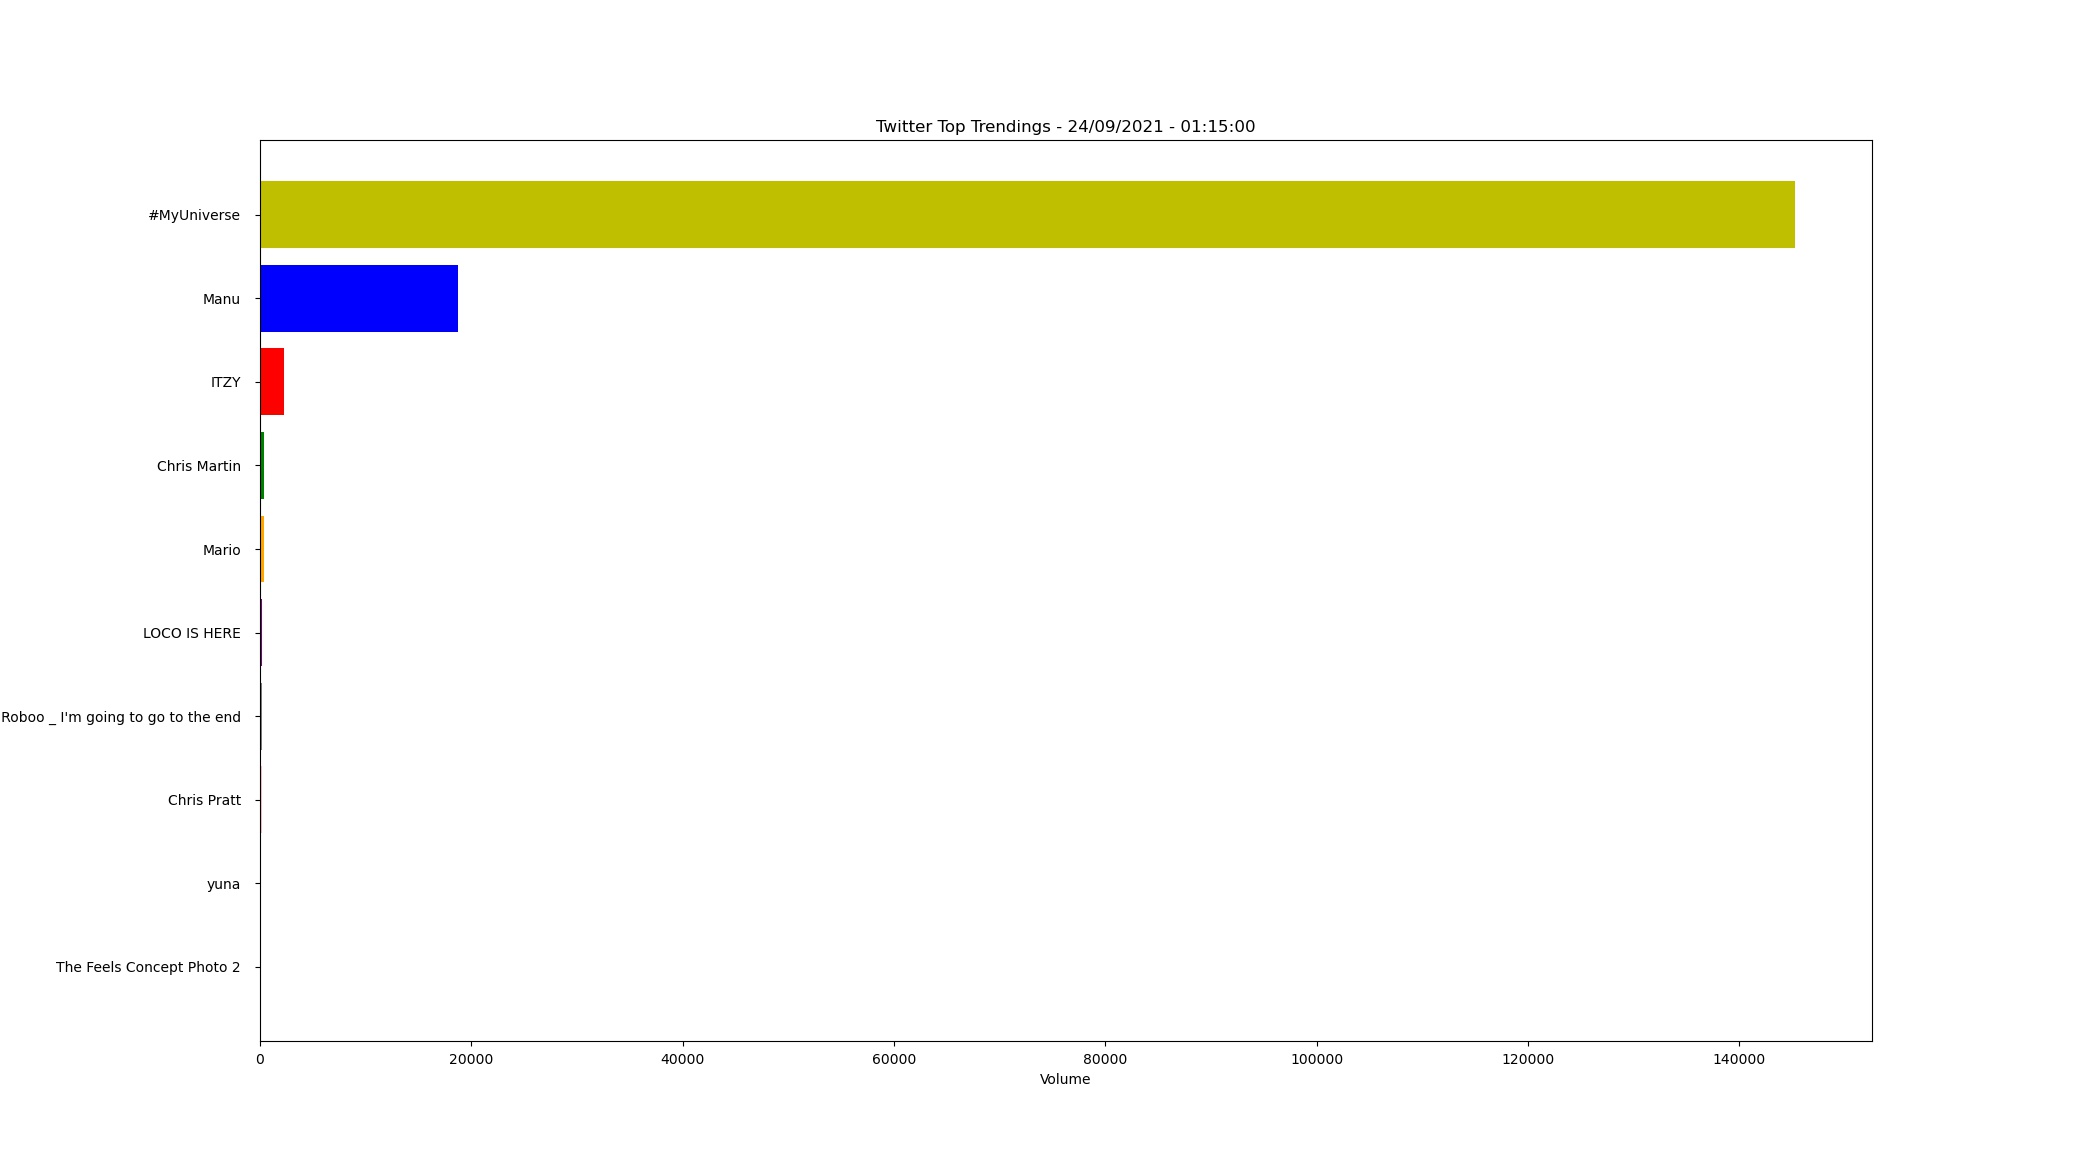 Twitter Top Trendings - 24/09/2021 - 01:15:00
#MyUniverse
Manu
ITZY
Chris Martin
Mario
LOCO IS HERE
Roboo _ I'm going to go to the end
Chris Pratt
yuna
The Feels Concept Photo 2
0 20000 40000 60000 80000 100000 120000 140000
Volume